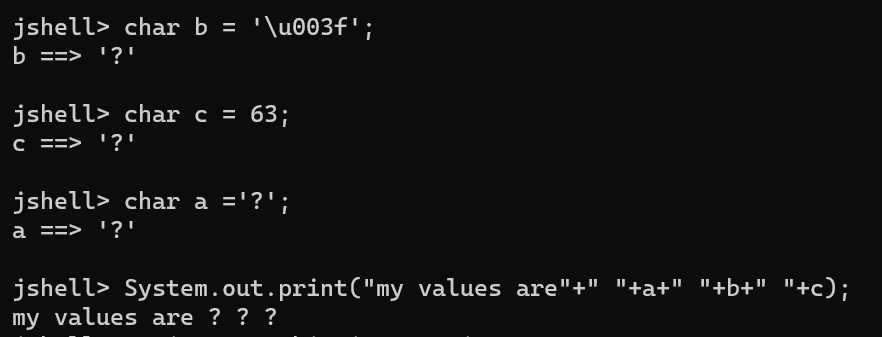 jshell> char b = '\u003f';
b ==> '?'
jshell> char c = 63;
c ==> '?'
jshell> char a ='?';
a ==> '?'
jshell> System.out.print("my values are"+" "+a+" "+b+" "+c);
my values are ? ? ?